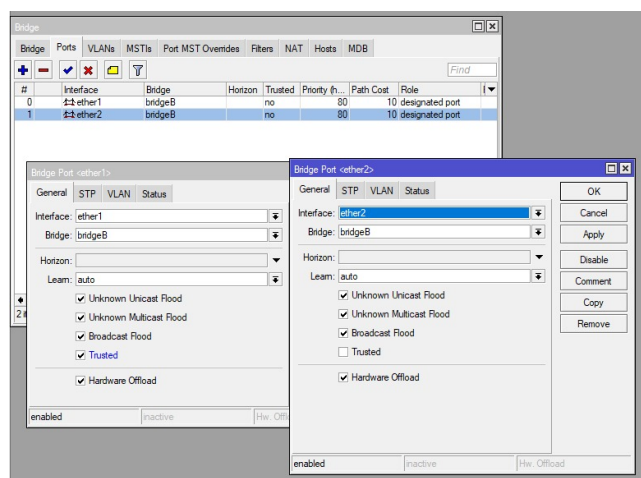 Bridge
Bridge Ports VLANs MSTIs Port MST Overrides Filters NAT Hosts MDB
Find
# Interface Bridge Horizon Trusted Priority (h... Path Cost Role
0 ether1 bridgeB no 80 10 designated port
1 ether2 bridgeB no 80 10 designated port
Bridge Port <ether1>
General STP VLAN Status
Interface: ether1
Bridge: bridgeB
Horizon:
Learn: auto
Unknown Unicast Flood
Unknown Multicast Flood
Broadcast Flood
Trusted
Hardware Offload
enabled inactive Hw. Offl
Bridge Port <ether2>
General STP VLAN Status
Interface: ether2
Bridge: bridgeB
Horizon:
Learn: auto
Unknown Unicast Flood
Unknown Multicast Flood
Broadcast Flood
Trusted
Hardware Offload
enabled inactive Hw. Offload
OK
Cancel
Apply
Disable
Comment
Copy
Remove